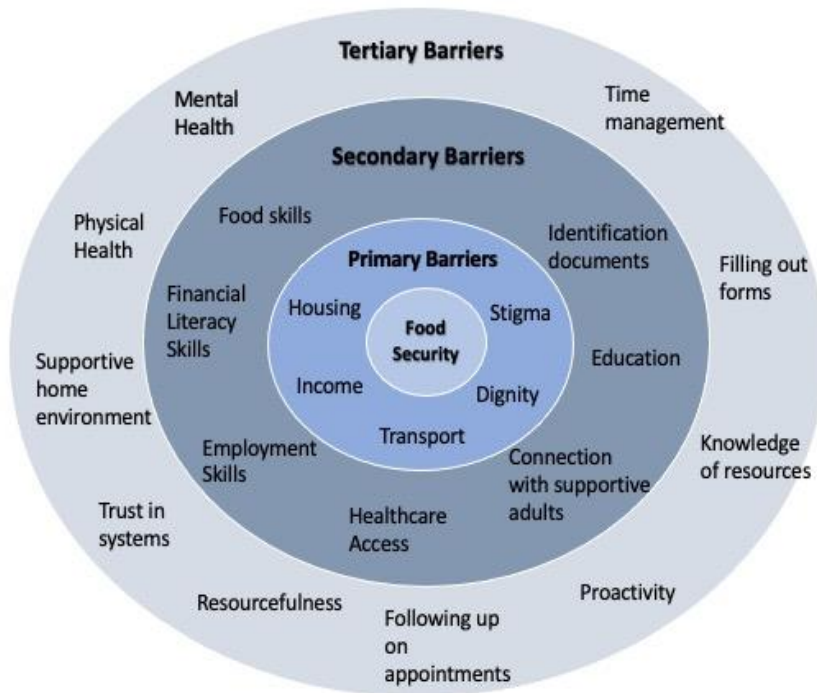 Tertiary Barriers
Mental
Health
Time
management
Secondary Barriers
Food skills
Identification
documents
Physical
Health
Filling out
forms
Primary Barriers
Financial
Literacy
Skills
Housing
Stigma
Food
Security
Supportive
home
environment
Education
Income
Dignity
Transport
Employment
Skills
Connection
with supportive
adults
Knowledge
of resources
Healthcare
Access
Trust in
systems
Resourcefulness
Proactivity
Following up
on
appointments